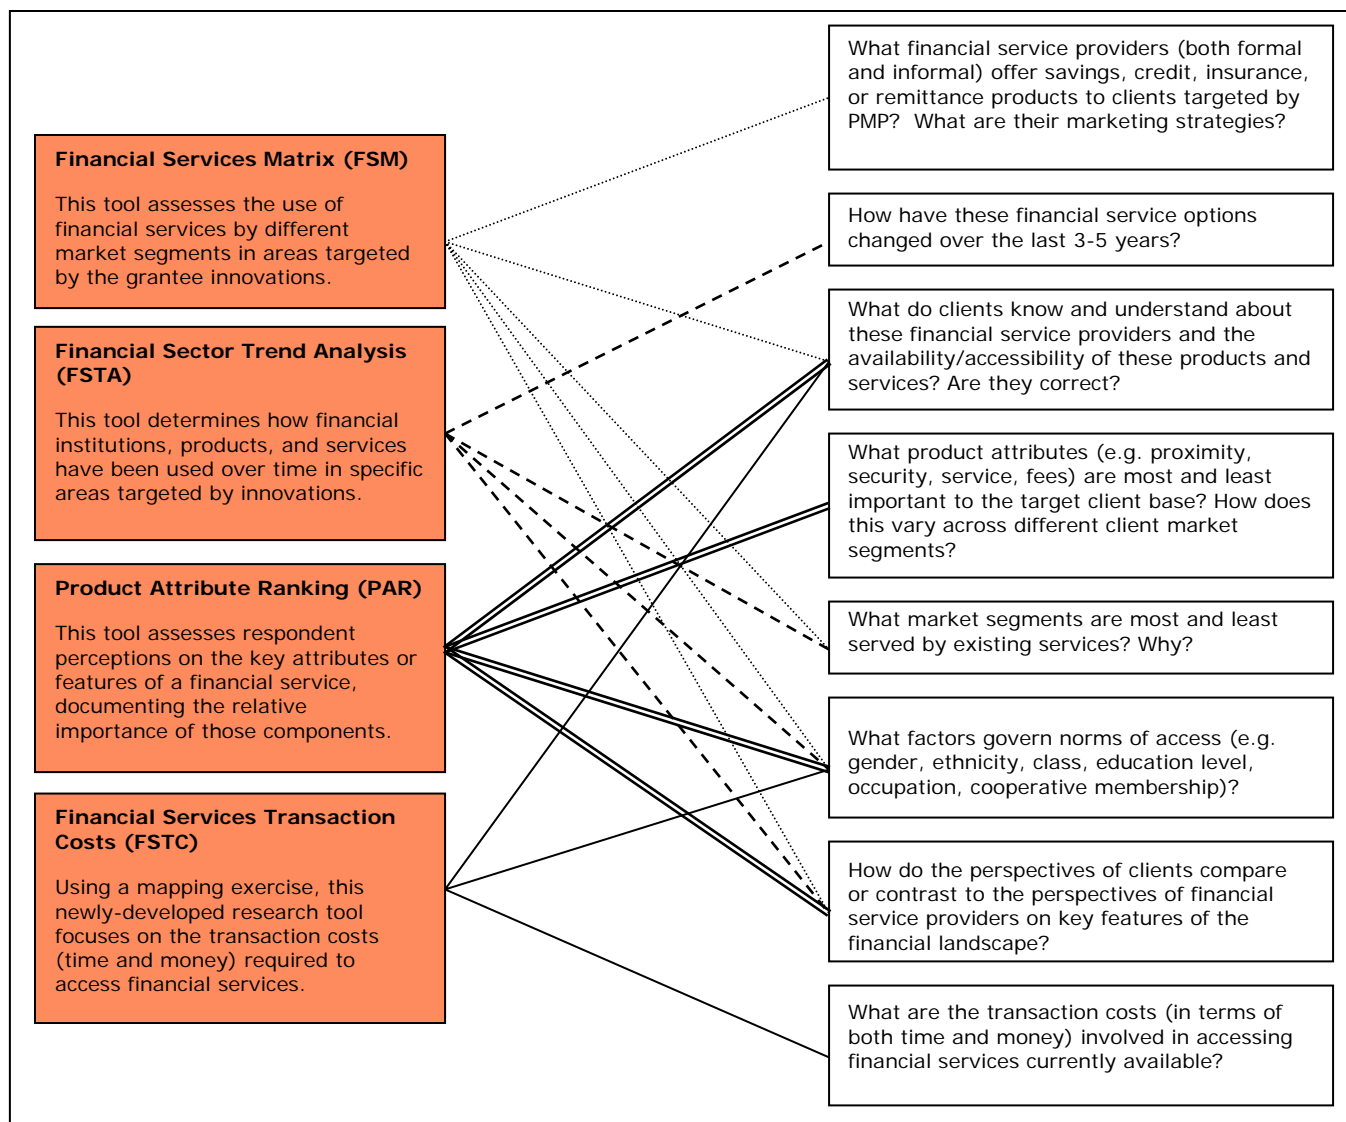 Financial Services Matrix (FSM)
This tool assesses the use of
financial services by different
market segments in areas targeted
by the grantee innovations.
Financial Sector Trend Analysis
(FSTA)
This tool determines how financial
institutions, products, and services
have been used over time in specific
areas targeted by innovations.
Product Attribute Ranking (PAR)
This tool assesses respondent
perceptions on the key attributes or
features of a financial service,
documenting the relative
importance of those components.
Financial Services Transaction
Costs (FSTC)
Using a mapping exercise, this
newly-developed research tool
focuses on the transaction costs
(time and money) required to
access financial services.
What financial service providers (both formal
and informal) offer savings, credit, insurance,
or remittance products to clients targeted by
PMP?  What are their marketing strategies?
How have these financial service options
changed over the last 3-5 years?
What do clients know and understand about
these financial service providers and the
availability/accessibility of these products and
services? Are they correct?
What product attributes (e.g. proximity,
security, service, fees) are most and least
important to the target client base? How does
this vary across different client market
segments?
What market segments are most and least
served by existing services? Why?
What factors govern norms of access (e.g.
gender, ethnicity, class, education level,
occupation, cooperative membership)?
How do the perspectives of clients compare
or contrast to the perspectives of financial
service providers on key features of the
financial landscape?
What are the transaction costs (in terms of
both time and money) involved in accessing
financial services currently available?